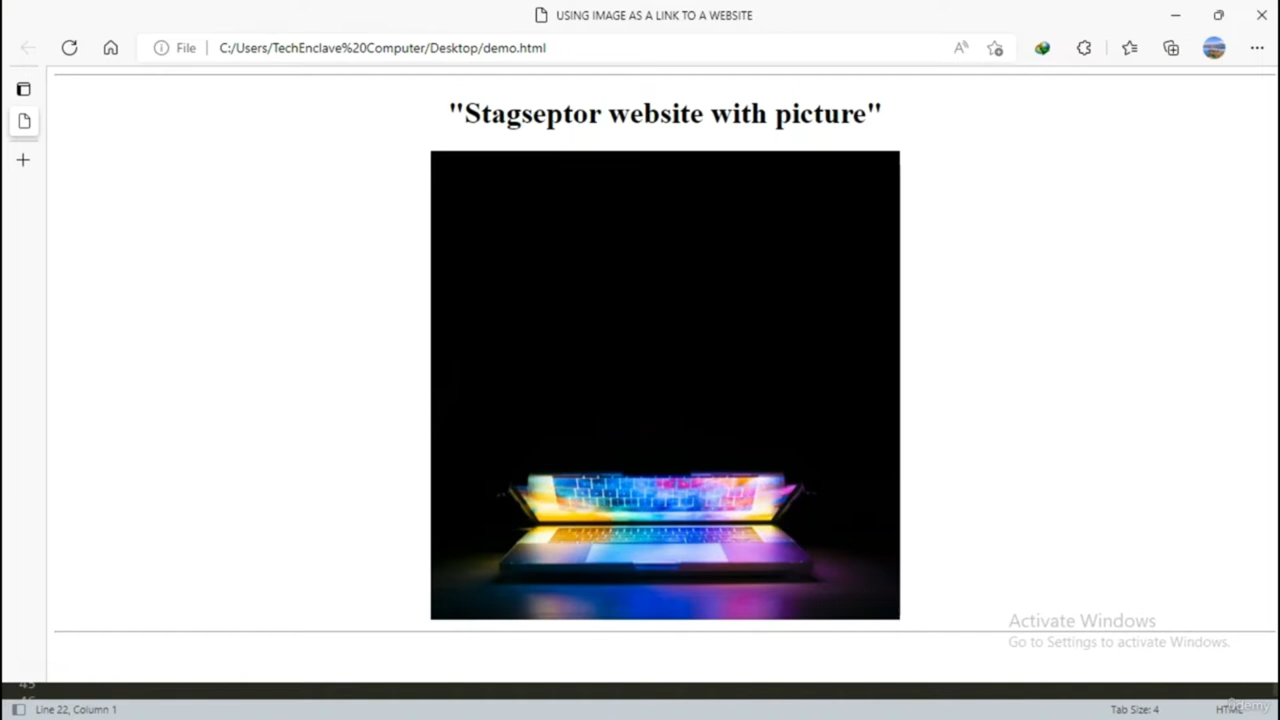 USING IMAGE AS A LINK TO A WEBSITE
File
C:/Users/TechEnclave%20Computer/Desktop/demo.html
"Stagseptor website with picture"
Activate Windows
Go to Settings to activate Windows.
Line 22, Column 1
Tab Size: 4
HTML